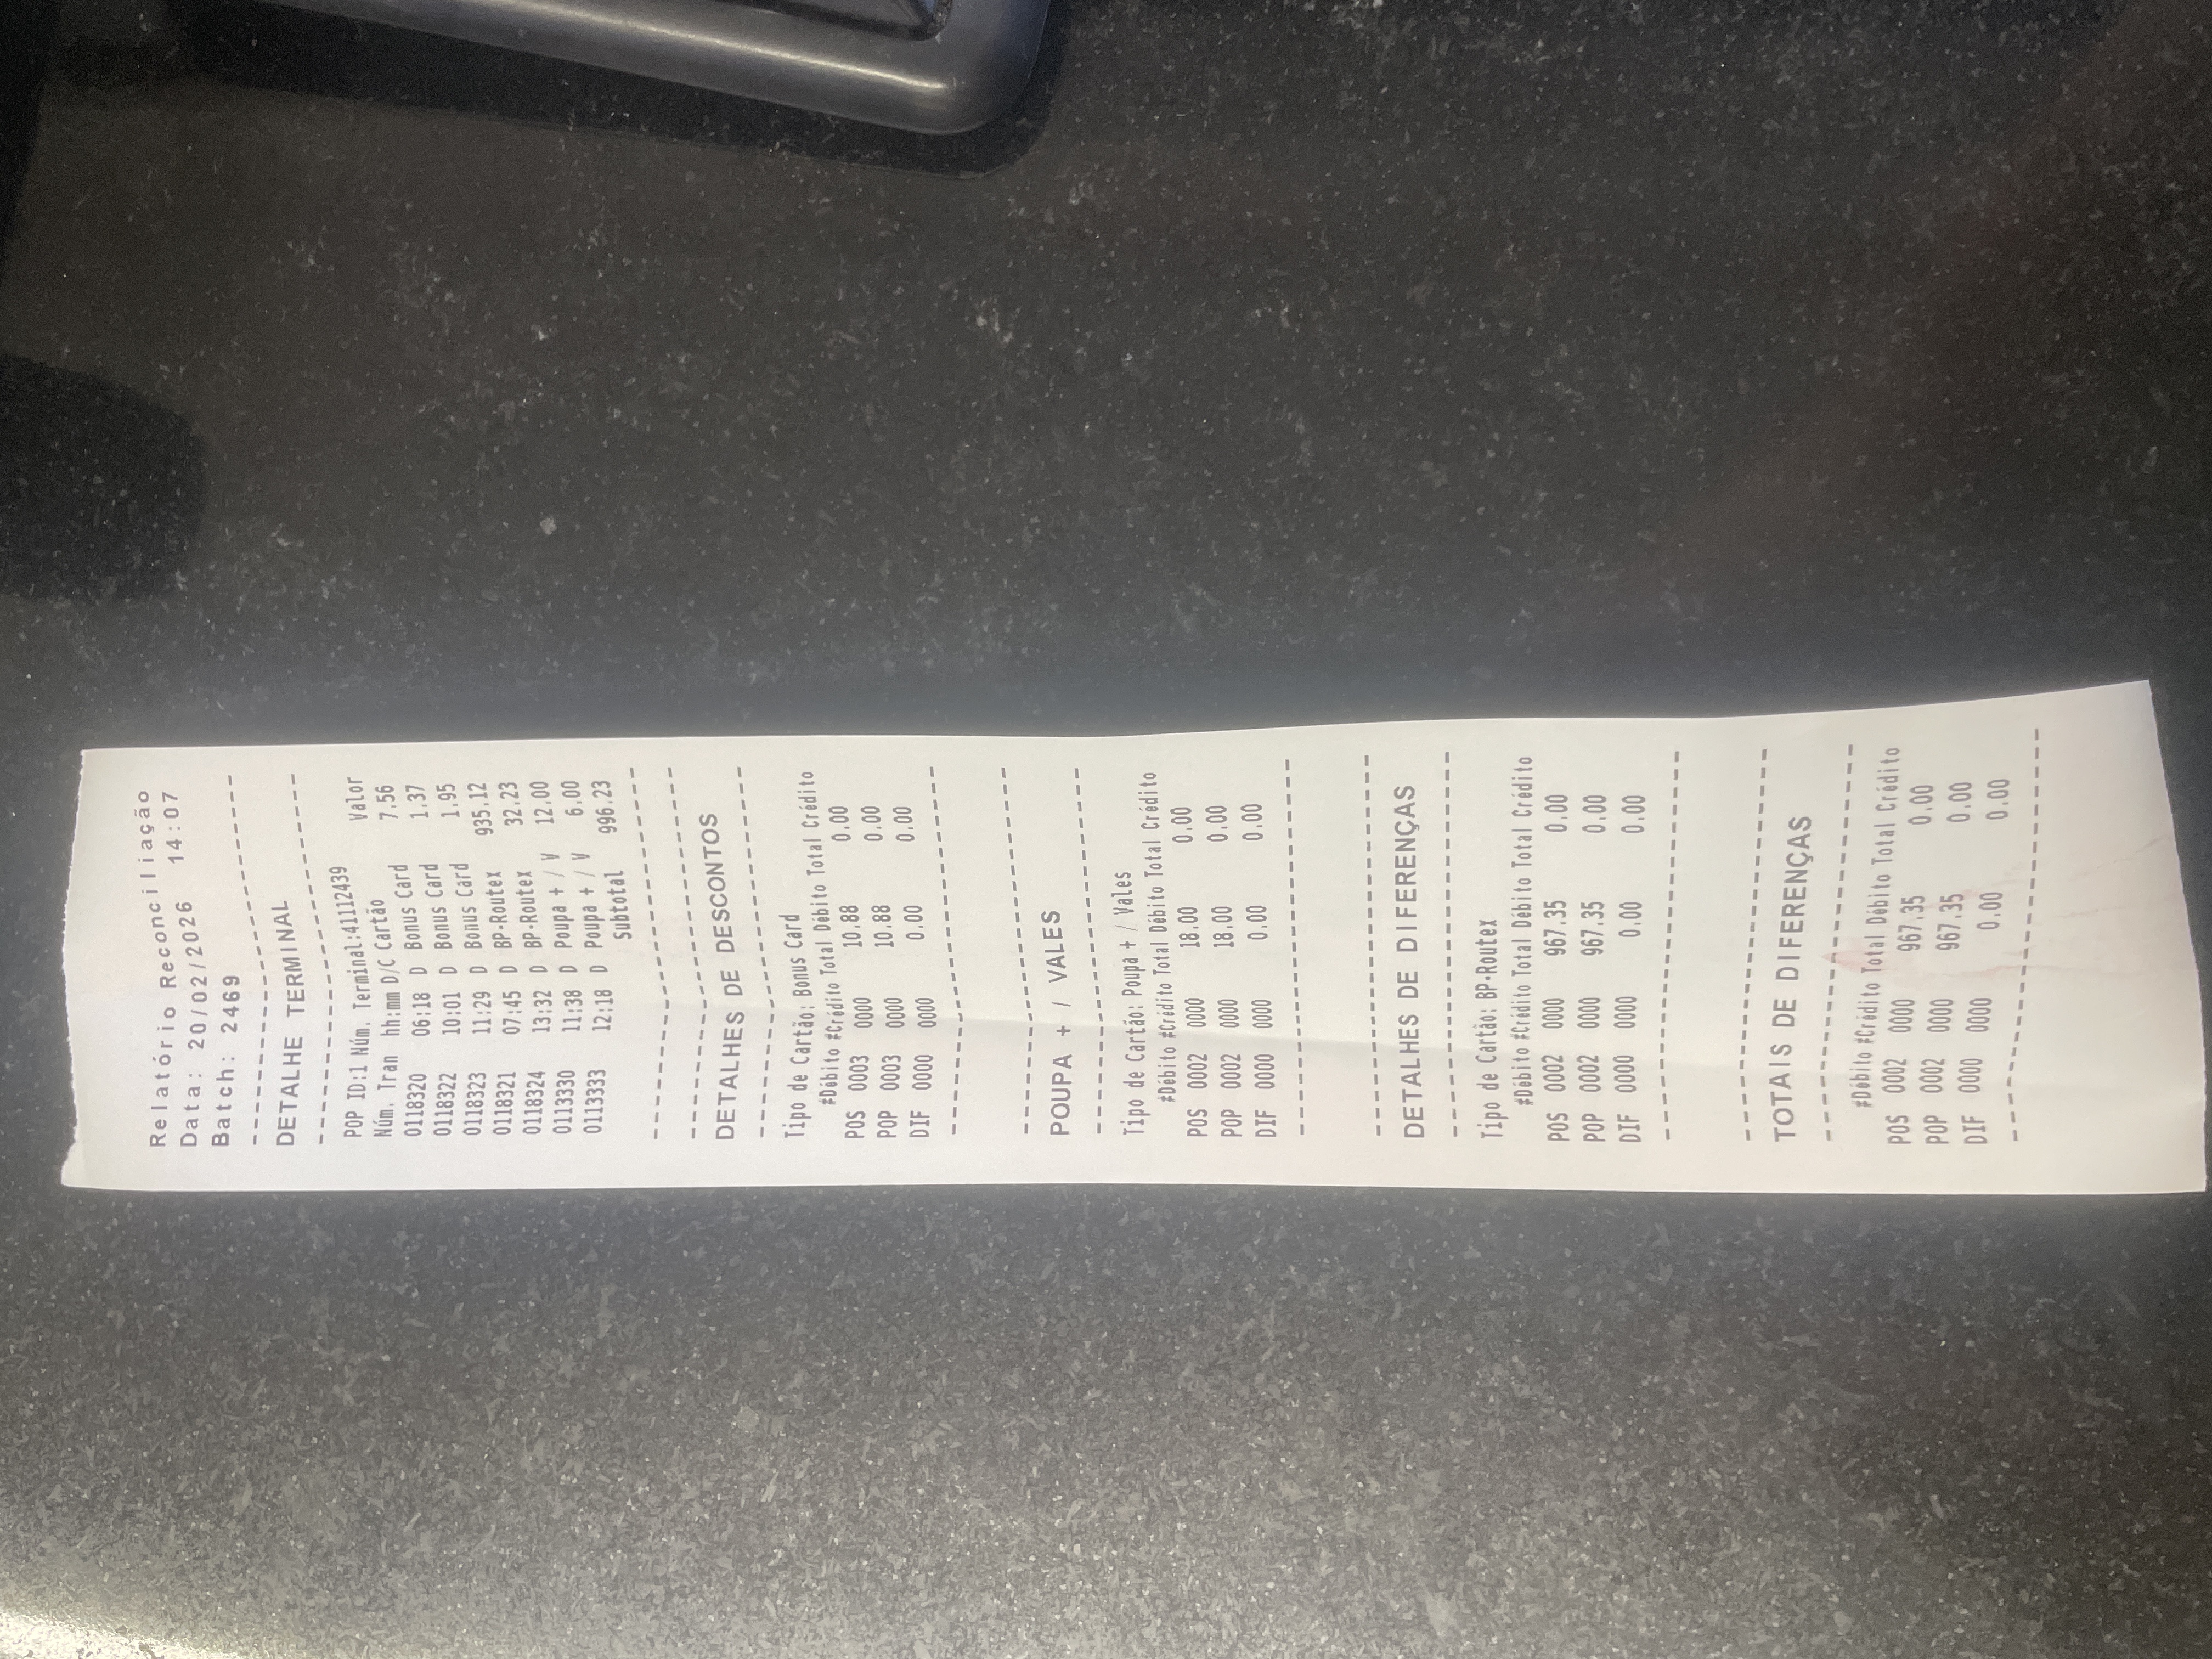 Relatório Reconciliação
Data: 20/02/2026 14:07
Batch: 2469
------------------------
DETALHE TERMINAL
------------------------
POP ID:1 Núm. Terminal:41112439
Núm. Tran hh:mm D/C Cartão Valor
0118320 06:18 D Bonus Card 7.56
0118322 10:01 D Bonus Card 1.37
0118323 11:29 D Bonus Card 1.95
0118321 07:45 D BP-Routex 935.12
0118324 13:32 D BP-Routex 32.23
0113330 11:38 D Poupa + / V 12.00
0113333 12:18 D Poupa + / V 6.00
Subtotal 996.23
------------------------
------------------------
DETALHES DE DESCONTOS
------------------------
Tipo de Cartão: Bonus Card
#Débito #Crédito Total Débito Total Crédito
POS 0003 0000 10.88 0.00
POP 0003 0000 10.88 0.00
DIF 0000 0000 0.00 0.00
------------------------
------------------------
POUPA + / VALES
------------------------
Tipo de Cartão: Poupa + / Vales
#Débito #Crédito Total Débito Total Crédito
POS 0002 0000 18.00 0.00
POP 0002 0000 18.00 0.00
DIF 0000 0000 0.00 0.00
------------------------
------------------------
DETALHES DE DIFERENÇAS
------------------------
Tipo de Cartão: BP-Routex
#Débito #Crédito Total Débito Total Crédito
POS 0002 0000 967.35 0.00
POP 0002 0000 967.35 0.00
DIF 0000 0000 0.00 0.00
------------------------
------------------------
TOTAIS DE DIFERENÇAS
------------------------
#Débito #Crédito Total Débito Total Crédito
POS 0002 0000 967.35 0.00
POP 0002 0000 967.35 0.00
DIF 0000 0000 0.00 0.00
------------------------